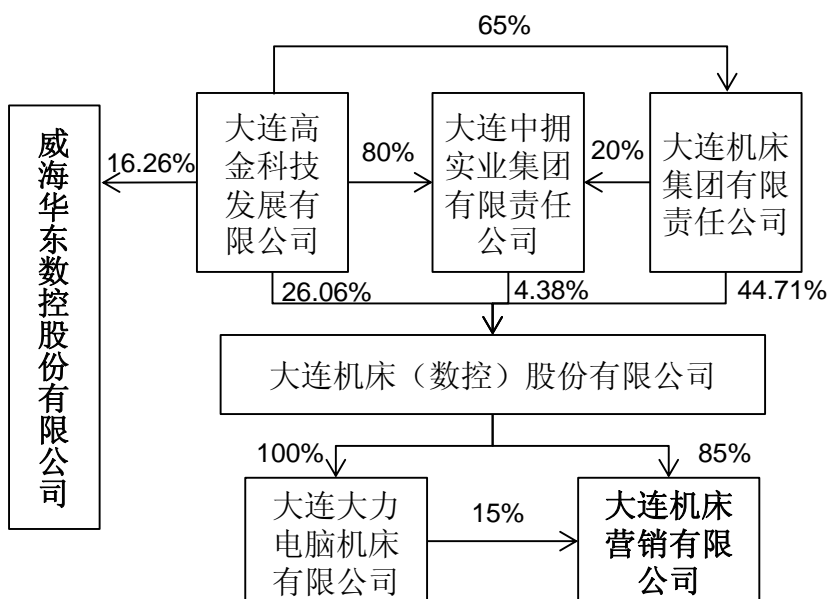 65%
威海华东数控股份有限公司
16.26%
大连高
金科技
发展有
限公司
80%
大连中拥
实业集团
有限责任
公司
20%
大连机床
集团有限
责任公司
26.06%
4.38%
44.71%
大连机床（数控）股份有限公司
100%
85%
大连大力
电脑机床
有限公司
15%
大连机床
营销有限
公司